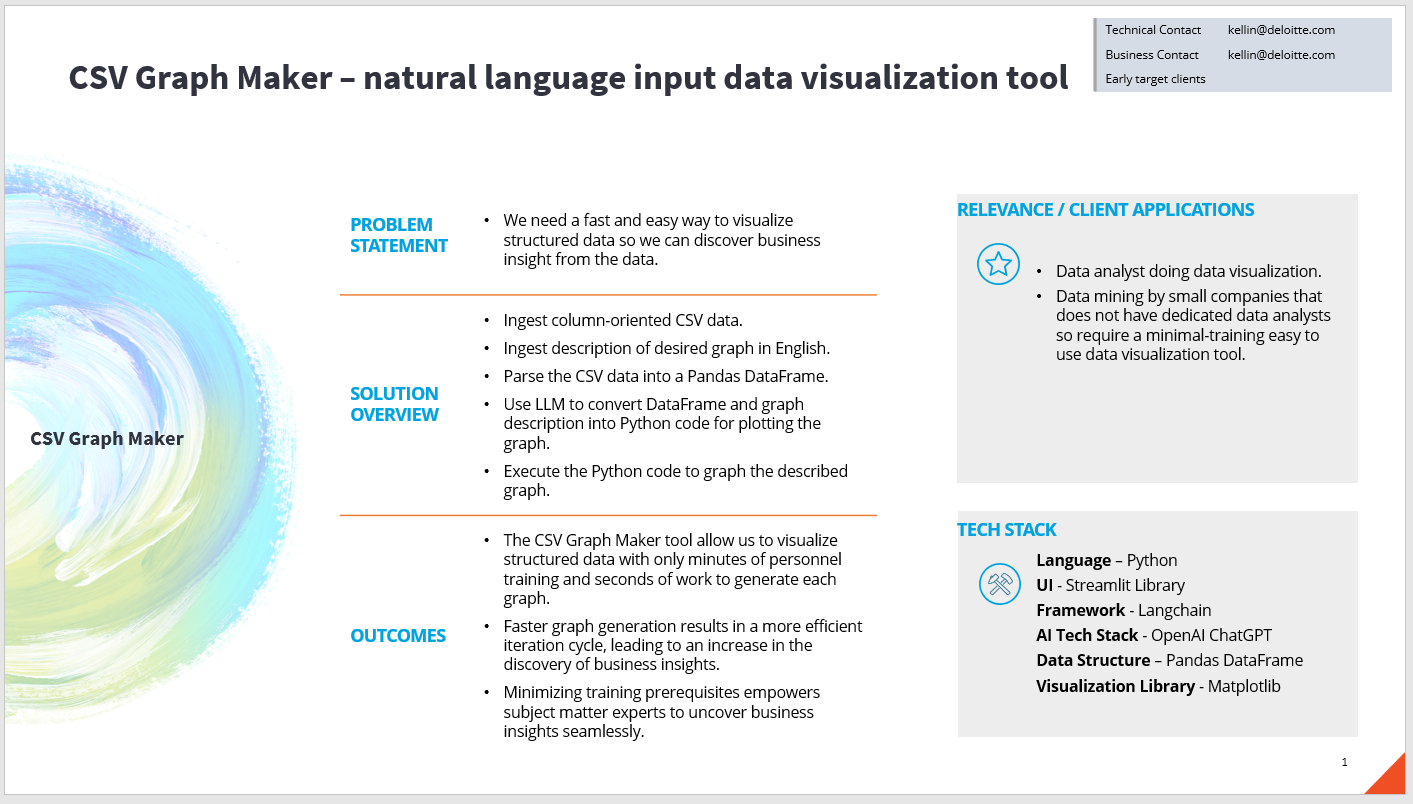 Technical Contact kellin@deloitte.com
Business Contact kellin@deloitte.com
Early target clients
CSV Graph Maker – natural language input data visualization tool
CSV Graph Maker
PROBLEM
STATEMENT
• We need a fast and easy way to visualize
structured data so we can discover business
insight from the data.
SOLUTION
OVERVIEW
• Ingest column-oriented CSV data.
• Ingest description of desired graph in English.
• Parse the CSV data into a Pandas DataFrame.
• Use LLM to convert DataFrame and graph
description into Python code for plotting the
graph.
• Execute the Python code to graph the described
graph.
OUTCOMES
• The CSV Graph Maker tool allow us to visualize
structured data with only minutes of personnel
training and seconds of work to generate each
graph.
• Faster graph generation results in a more efficient
iteration cycle, leading to an increase in the
discovery of business insights.
• Minimizing training prerequisites empowers
subject matter experts to uncover business
insights seamlessly.
RELEVANCE / CLIENT APPLICATIONS
• Data analyst doing data visualization.
• Data mining by small companies that
does not have dedicated data analysts
so require a minimal-training easy to
use data visualization tool.
TECH STACK
Language – Python
UI - Streamlit Library
Framework - Langchain
AI Tech Stack - OpenAI ChatGPT
Data Structure – Pandas DataFrame
Visualization Library - Matplotlib
1